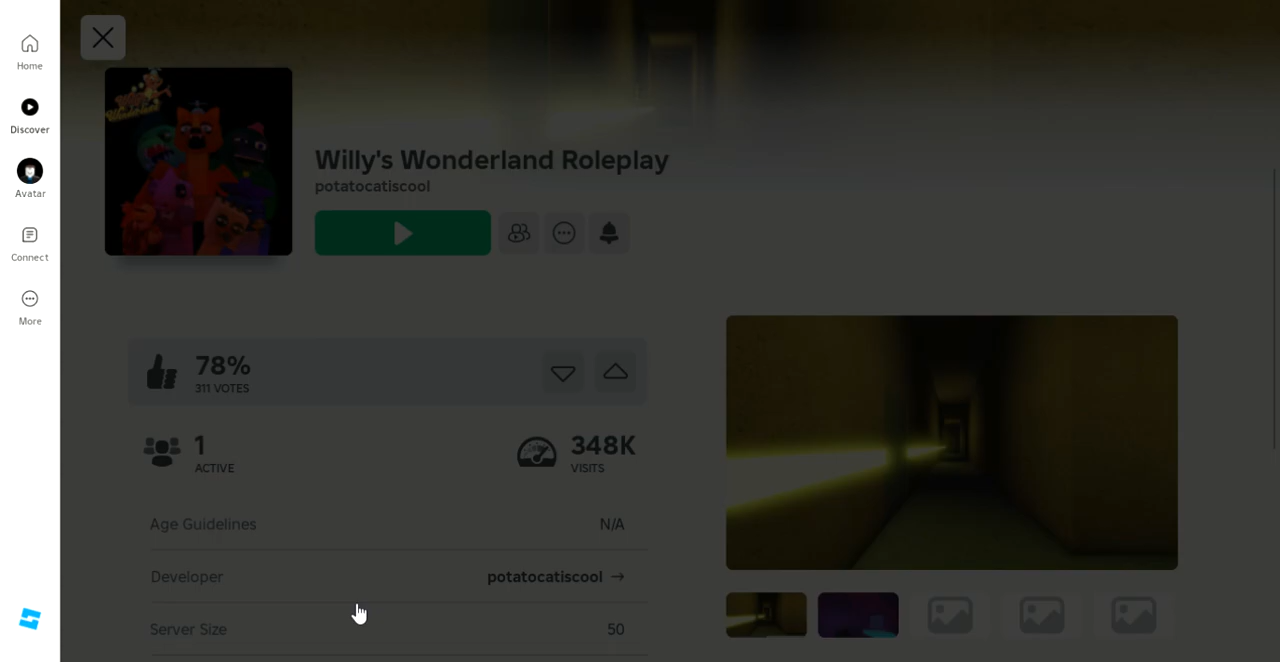 Home
Discover
Avatar
Connect
More
Willy's Wonderland Roleplay
potatocatiscool
78%
311 VOTES
1
ACTIVE
348K
VISITS
Age Guidelines
N/A
Developer
potatocatiscool →
Server Size
50